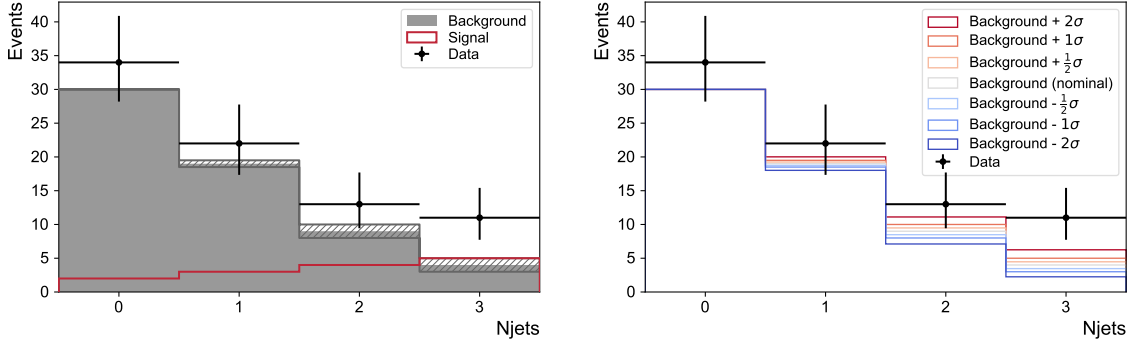 Events
40
35
30
25
20
15
10
5
0
0 1 2 3
Njets
Background
Signal
Data
Events
40
35
30
25
20
15
10
5
0
0 1 2 3
Njets
Background + 2σ
Background + 1σ
Background + ½σ
Background (nominal)
Background - ½σ
Background - 1σ
Background - 2σ
Data